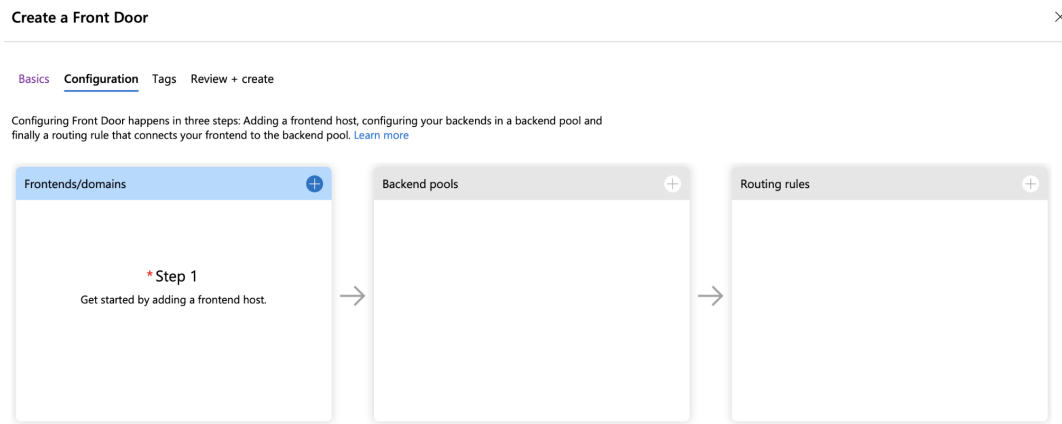 Create a Front Door
Basics Configuration Tags Review + create
Configuring Front Door happens in three steps: Adding a frontend host, configuring your backends in a backend pool and
finally a routing rule that connects your frontend to the backend pool. Learn more
Frontends/domains
Backend pools
Routing rules
* Step 1
Get started by adding a frontend host.